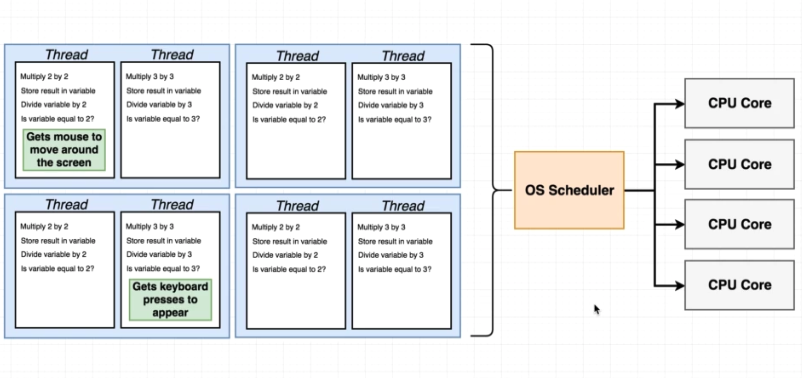 Thread
Multiply 2 by 2
Store result in variable
Divide variable by 2
Is variable equal to 2?
Gets mouse to
move around
the screen
Thread
Multiply 3 by 3
Store result in variable
Divide variable by 3
Is variable equal to 3?
Thread
Multiply 2 by 2
Store result in variable
Divide variable by 2
Is variable equal to 2?
Thread
Multiply 3 by 3
Store result in variable
Divide variable by 3
Is variable equal to 3?
Thread
Multiply 2 by 2
Store result in variable
Divide variable by 2
Is variable equal to 2?
Thread
Multiply 3 by 3
Store result in variable
Divide variable by 3
Is variable equal to 3?
Gets keyboard
presses to
appear
Thread
Multiply 2 by 2
Store result in variable
Divide variable by 2
Is variable equal to 2?
Thread
Multiply 3 by 3
Store result in variable
Divide variable by 3
Is variable equal to 3?
OS Scheduler
CPU Core
CPU Core
CPU Core
CPU Core